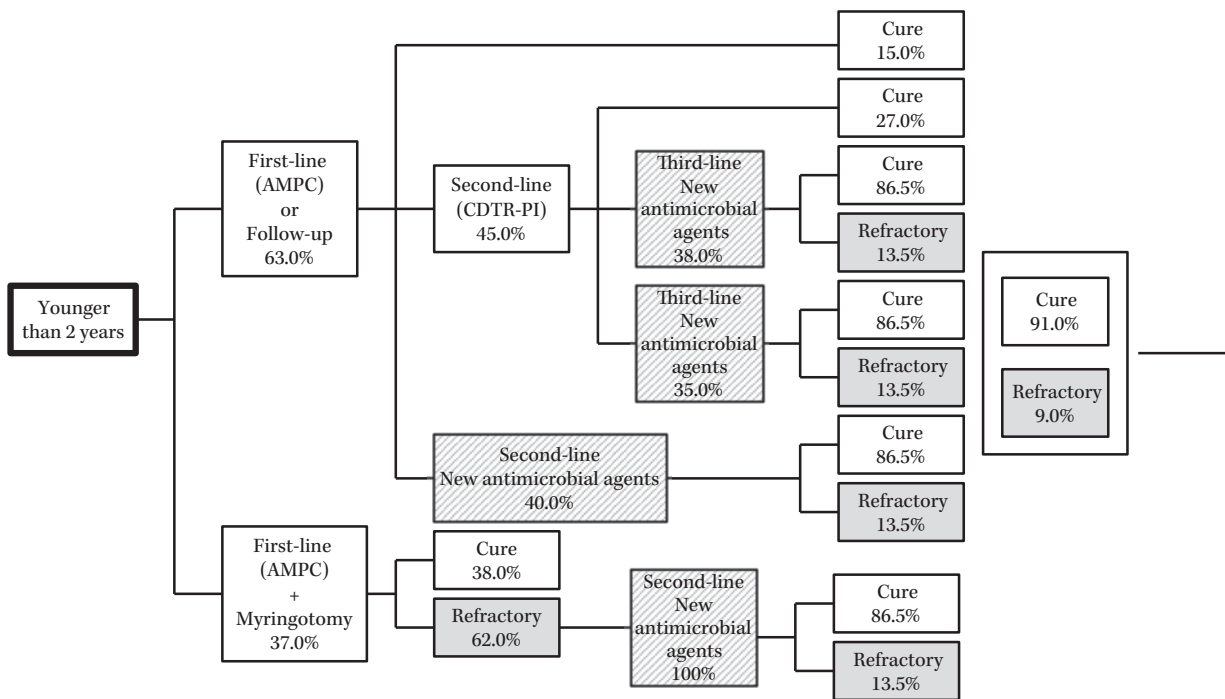 Younger
than 2 years
First-line
(AMPC)
or
Follow-up
63.0%
First-line
(AMPC)
+
Myringotomy
37.0%
Cure
15.0%
Second-line
(CDTR-PI)
45.0%
Cure
27.0%
Third-line
New
antimicrobial
agents
38.0%
Cure
86.5%
Refractory
13.5%
Third-line
New
antimicrobial
agents
35.0%
Cure
86.5%
Refractory
13.5%
Second-line
New antimicrobial agents
40.0%
Cure
86.5%
Refractory
13.5%
Cure
38.0%
Refractory
62.0%
Second-line
New
antimicrobial
agents
100%
Cure
86.5%
Refractory
13.5%
Cure
91.0%
Refractory
9.0%